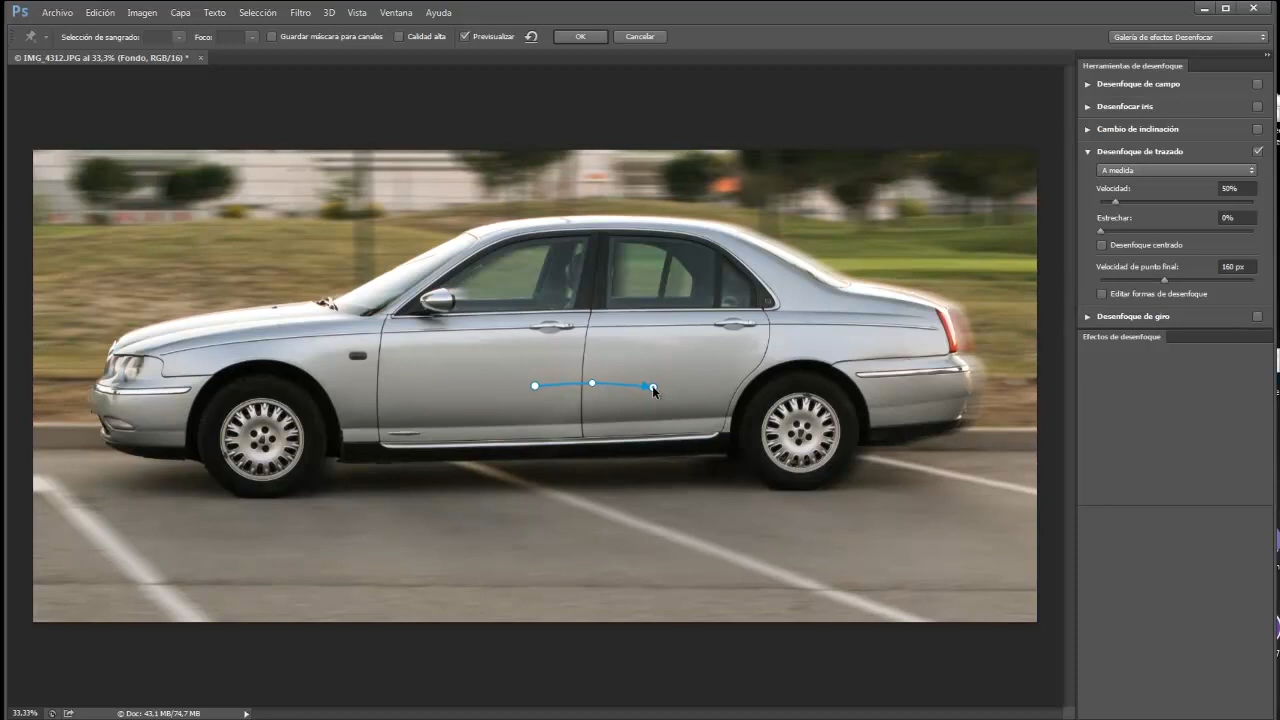 Ps Archivo Edición Imagen Capa Texto Selección Filtro 3D Vista Ventana Ayuda
Selección de sangrado: Foco: Guardar máscara para canales Calidad alta Previsualizar OK Cancelar Galería de efectos Desenfocar
© IMG_4312.JPG al 33,3% (Fondo, RGB/16) * ×
Herramientas de desenfoque
Desenfoque de campo
Desenfocar iris
Cambio de inclinación
Desenfoque de trazado
A medida
Velocidad: 50%
Estrechar: 0%
Desenfoque centrado
Velocidad de punto final: 160 px
Editar formas de desenfoque
Desenfoque de giro
Efectos de desenfoque
33,33% © Doc: 43,1 MB/74,7 MB